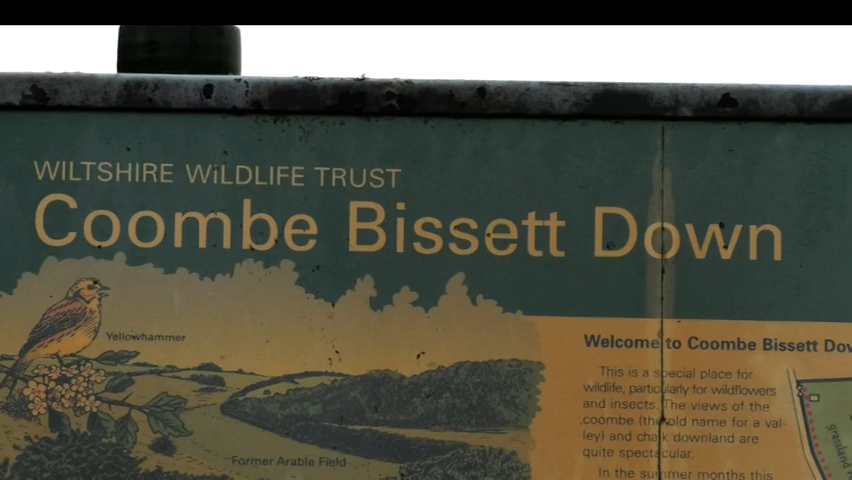 WILTSHIRE WiLDLIFE TRUST
Coombe Bissett Down
Yellowhammer
Former Arable Field
Welcome to Coombe Bissett Dov
This is a special place for
wildlife, particularly for wildflowers
and insects. The views of the
coombe (the old name for a val-
ley) and chalk downland are
quite spectacular.
In the summer months this
grassland